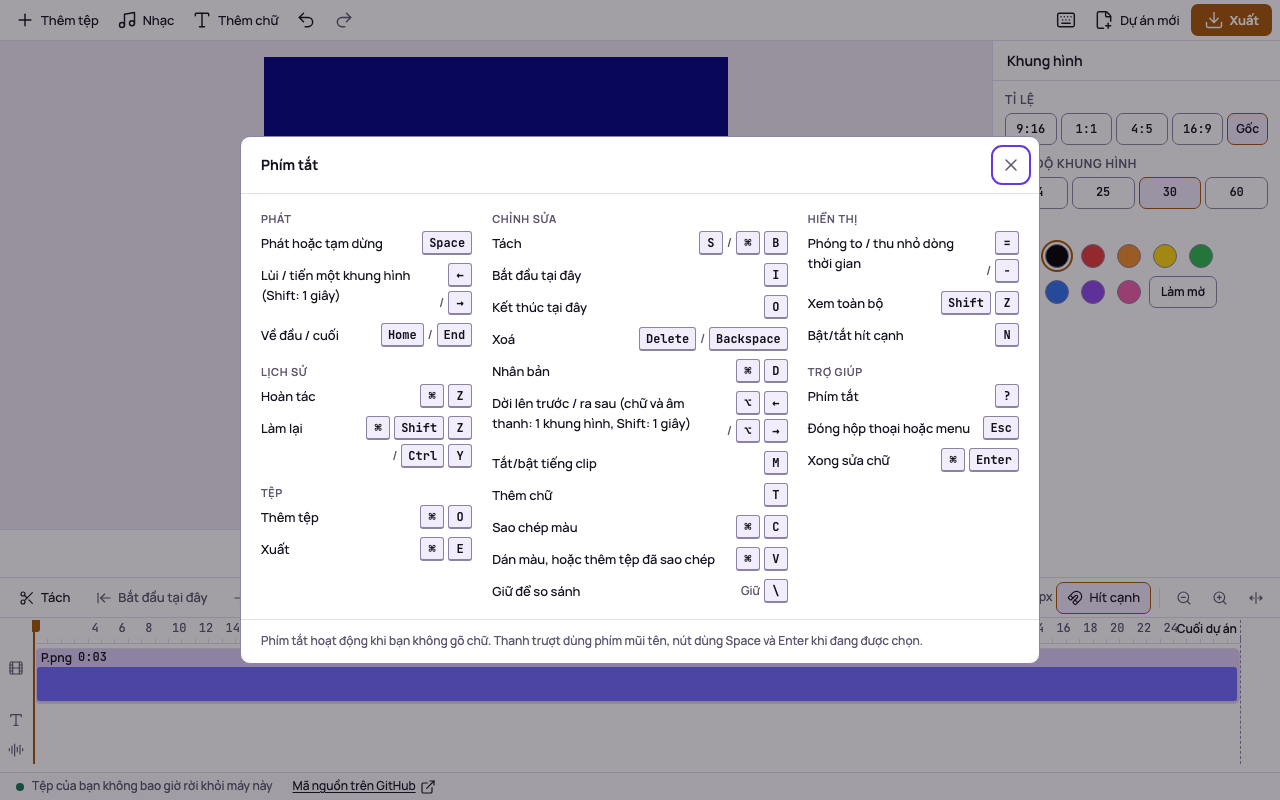 Thêm tệp
Nhạc
Thêm chữ
Dự án mới
Xuất
Khung hình
TỈ LỆ
9:16 1:1 4:5 16:9 Gốc
ĐỘ KHUNG HÌNH
25 30 60
Làm mờ
Phím tắt
PHÁT
Phát hoặc tạm dừng Space
Lùi / tiến một khung hình ←
(Shift: 1 giây) / →
Về đầu / cuối Home / End
LỊCH SỬ
Hoàn tác ⌘ Z
Làm lại ⌘ Shift Z
/ Ctrl Y
TỆP
Thêm tệp ⌘ O
Xuất ⌘ E
CHỈNH SỬA
Tách S / ⌘ B
Bắt đầu tại đây I
Kết thúc tại đây O
Xoá Delete / Backspace
Nhân bản ⌘ D
Dời lên trước / ra sau (chữ và âm ⌥ ←
thanh: 1 khung hình, Shift: 1 giây) / ⌥ →
Tắt/bật tiếng clip M
Thêm chữ T
Sao chép màu ⌘ C
Dán màu, hoặc thêm tệp đã sao chép ⌘ V
Giữ để so sánh Giữ \
HIỂN THỊ
Phóng to / thu nhỏ dòng =
thời gian / -
Xem toàn bộ Shift Z
Bật/tắt hít cạnh N
TRỢ GIÚP
Phím tắt ?
Đóng hộp thoại hoặc menu Esc
Xong sửa chữ ⌘ Enter
Phím tắt hoạt động khi bạn không gõ chữ. Thanh trượt dùng phím mũi tên, nút dùng Space và Enter khi đang được chọn.
Tách
Bắt đầu tại đây
px
Hít cạnh
4 6 8 10 12 14 16 18 20 22 24 Cuối dự án
P.png 0:03
Tệp của bạn không bao giờ rời khỏi máy này
Mã nguồn trên GitHub